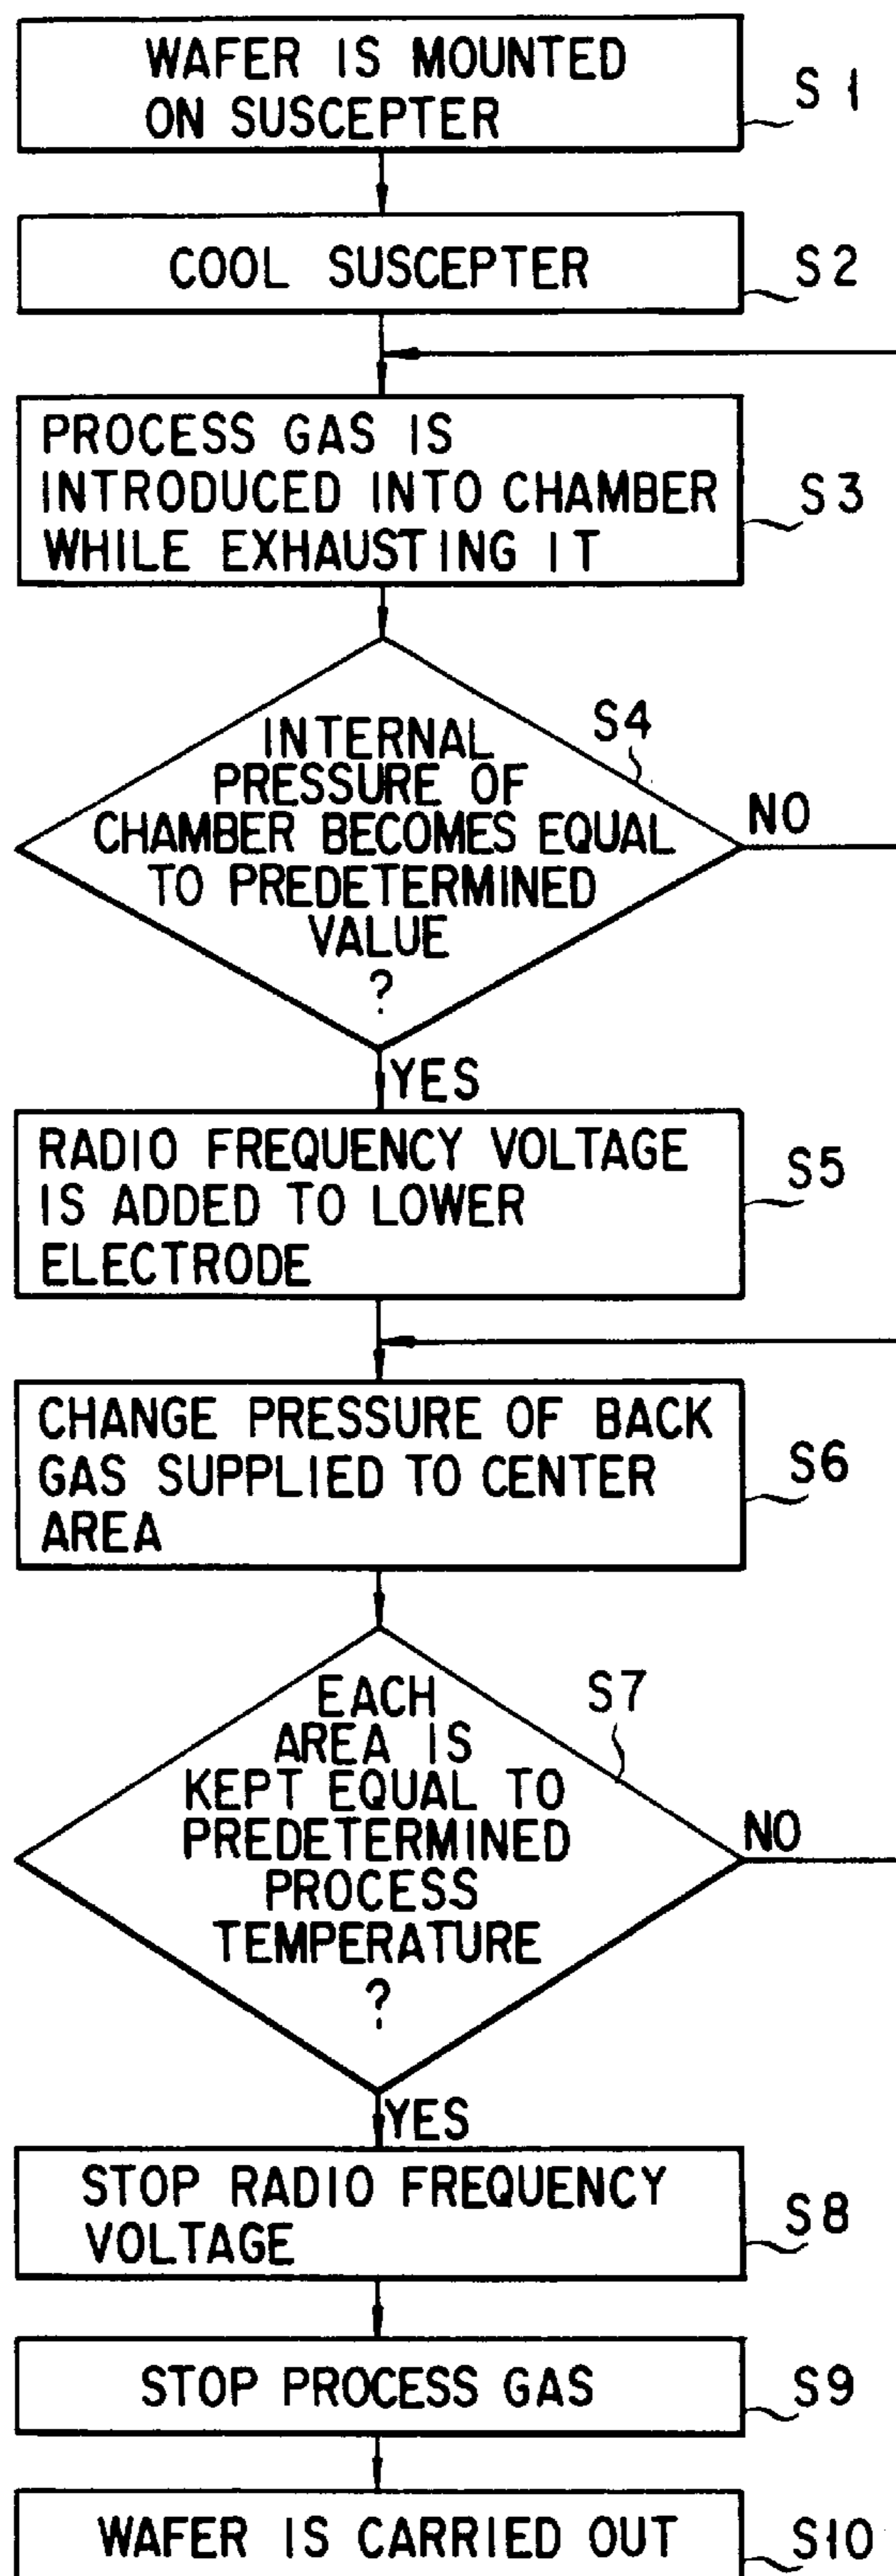 WAFER IS MOUNTED
ON SUSCEPTER
S1
COOL SUSCEPTER
S2
PROCESS GAS IS
INTRODUCED INTO CHAMBER
WHILE EXHAUSTING IT
S3
S4
INTERNAL
PRESSURE OF
CHAMBER BECOMES EQUAL
TO PREDETERMINED
VALUE
?
NO
YES
RADIO FREQUENCY VOLTAGE
IS ADDED TO LOWER
ELECTRODE
S5
CHANGE PRESSURE OF BACK
GAS SUPPLIED TO CENTER
AREA
S6
S7
EACH
AREA IS
KEPT EQUAL TO
PREDETERMINED
PROCESS
TEMPERATURE
?
NO
YES
STOP RADIO FREQUENCY
VOLTAGE
S8
STOP PROCESS GAS
S9
WAFER IS CARRIED OUT
S10